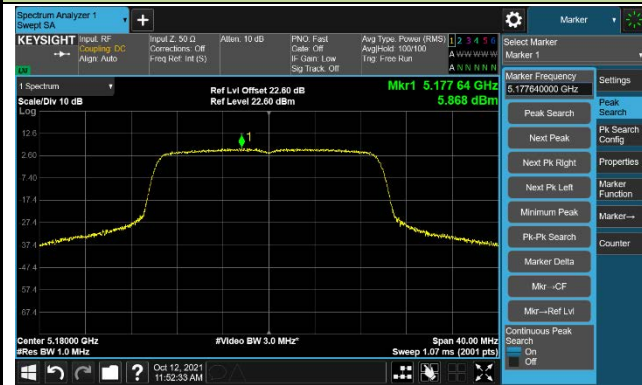 Spectrum Analyzer 1
Swept SA
Marker
KEYSIGHT
Input: RF
Coupling: DC
Align: Auto
Input Z: 50 Ω
Corrections: Off
Freq Ref: Int (S)
Atten: 10 dB
PNO: Fast
Gate: Off
IF Gain: Low
Sig Track: Off
Avg Type: Power (RMS)
Avg|Hold: 100/100
Trig: Free Run
1 2 3 4 5 6
A W W W W W
A N N N N N
LW
Select Marker
Marker 1
1 Spectrum
Scale/Div 10 dB
Log
Ref Lvl Offset 22.60 dB
Ref Level 22.60 dBm
Mkr1 5.177 64 GHz
5.868 dBm
Marker Frequency
5.177640000 GHz
Peak Search
Next Peak
Next Pk Right
Next Pk Left
Minimum Peak
Pk-Pk Search
Marker Delta
Mkr→CF
Mkr→Ref Lvl
Continuous Peak
Search
On
Off
Settings
Peak
Search
Pk Search
Config
Properties
Marker
Function
Marker→
Counter
1
12.6
2.60
-7.40
-17.4
-27.4
-37.4
-47.4
-57.4
-67.4
Center 5.18000 GHz
#Res BW 1.0 MHz
#Video BW 3.0 MHz*
Span 40.00 MHz
Sweep 1.07 ms (2001 pts)
?
Oct 12, 2021
11:52:33 AM